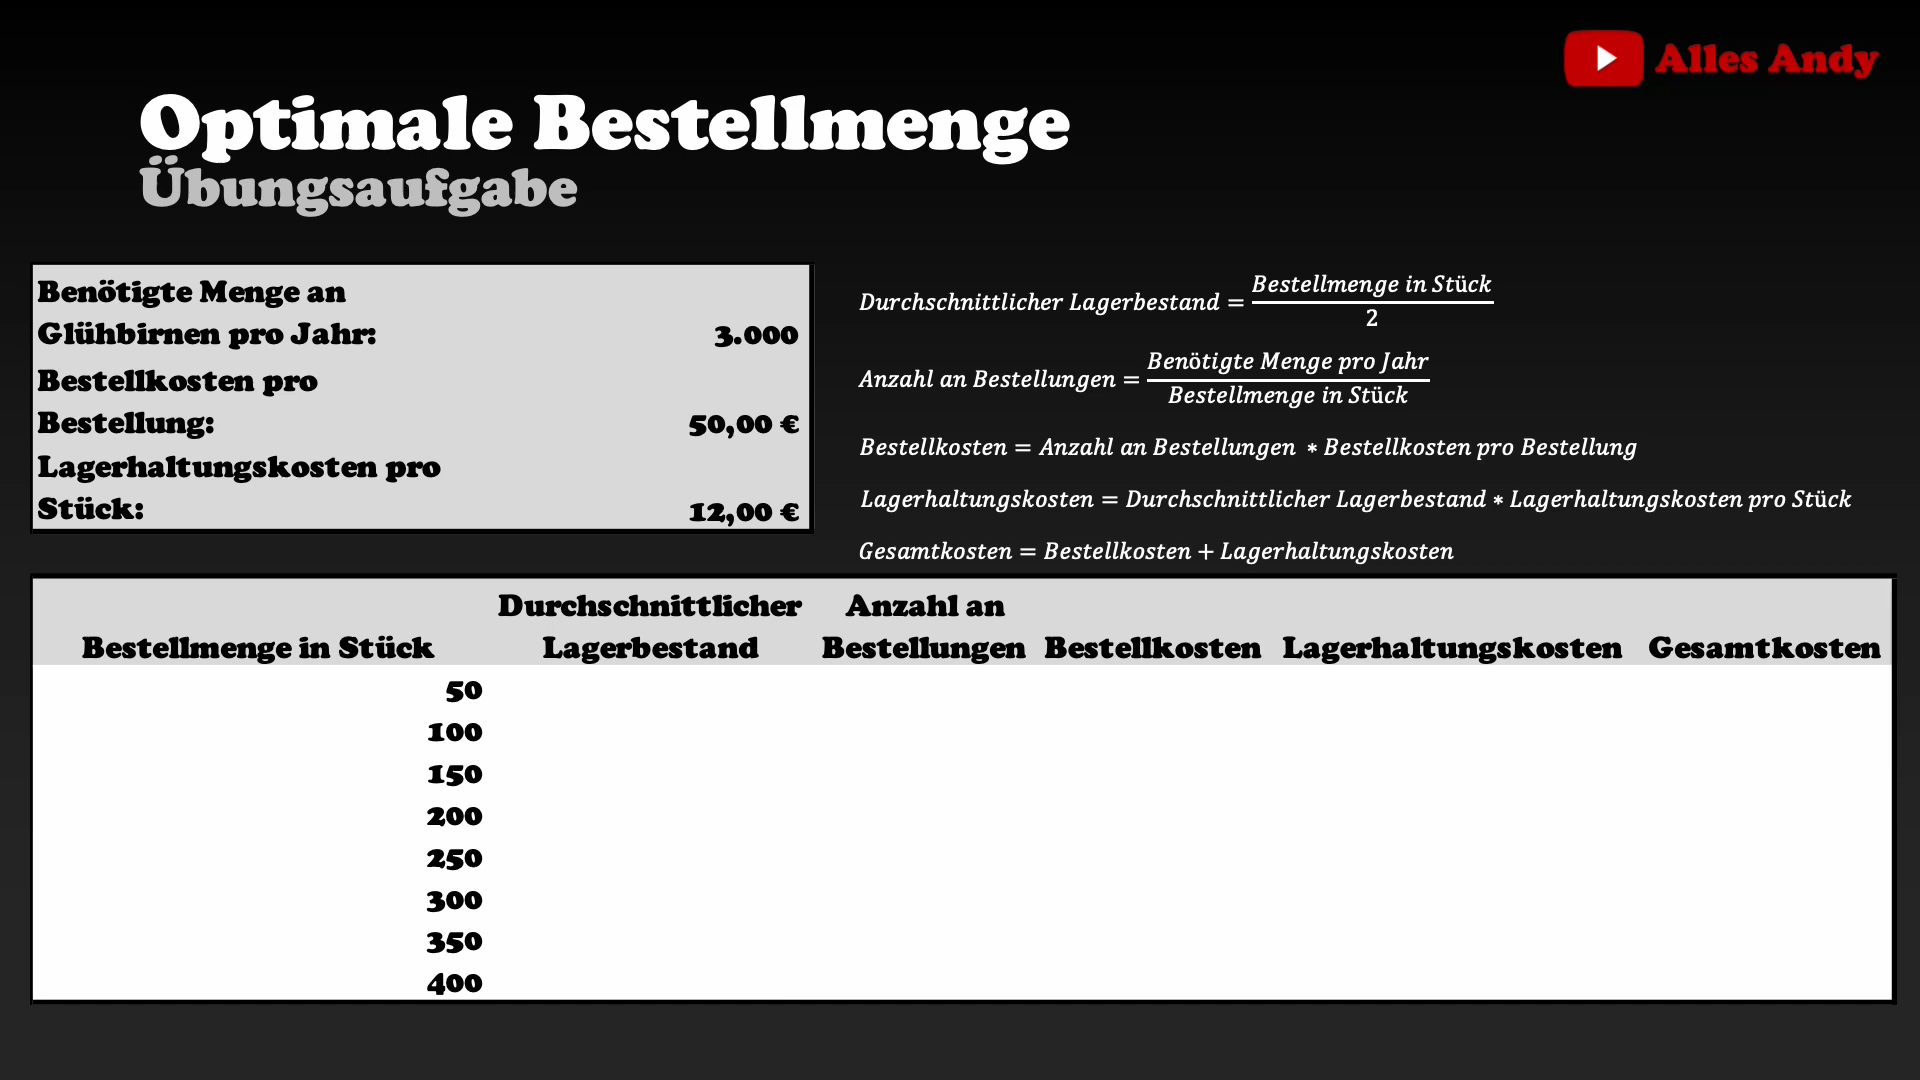 Alles Andy
Optimale Bestellmenge
Übungsaufgabe
Benötigte Menge an
Glühbirnen pro Jahr: 3.000
Bestellkosten pro
Bestellung: 50,00 €
Lagerhaltungskosten pro
Stück: 12,00 €
Durchschnittlicher Lagerbestand = Bestellmenge in Stück / 2
Anzahl an Bestellungen = Benötigte Menge pro Jahr / Bestellmenge in Stück
Bestellkosten = Anzahl an Bestellungen * Bestellkosten pro Bestellung
Lagerhaltungskosten = Durchschnittlicher Lagerbestand * Lagerhaltungskosten pro Stück
Gesamtkosten = Bestellkosten + Lagerhaltungskosten
Durchschnittlicher Anzahl an
Bestellmenge in Stück Lagerbestand Bestellungen Bestellkosten Lagerhaltungskosten Gesamtkosten
50
100
150
200
250
300
350
400